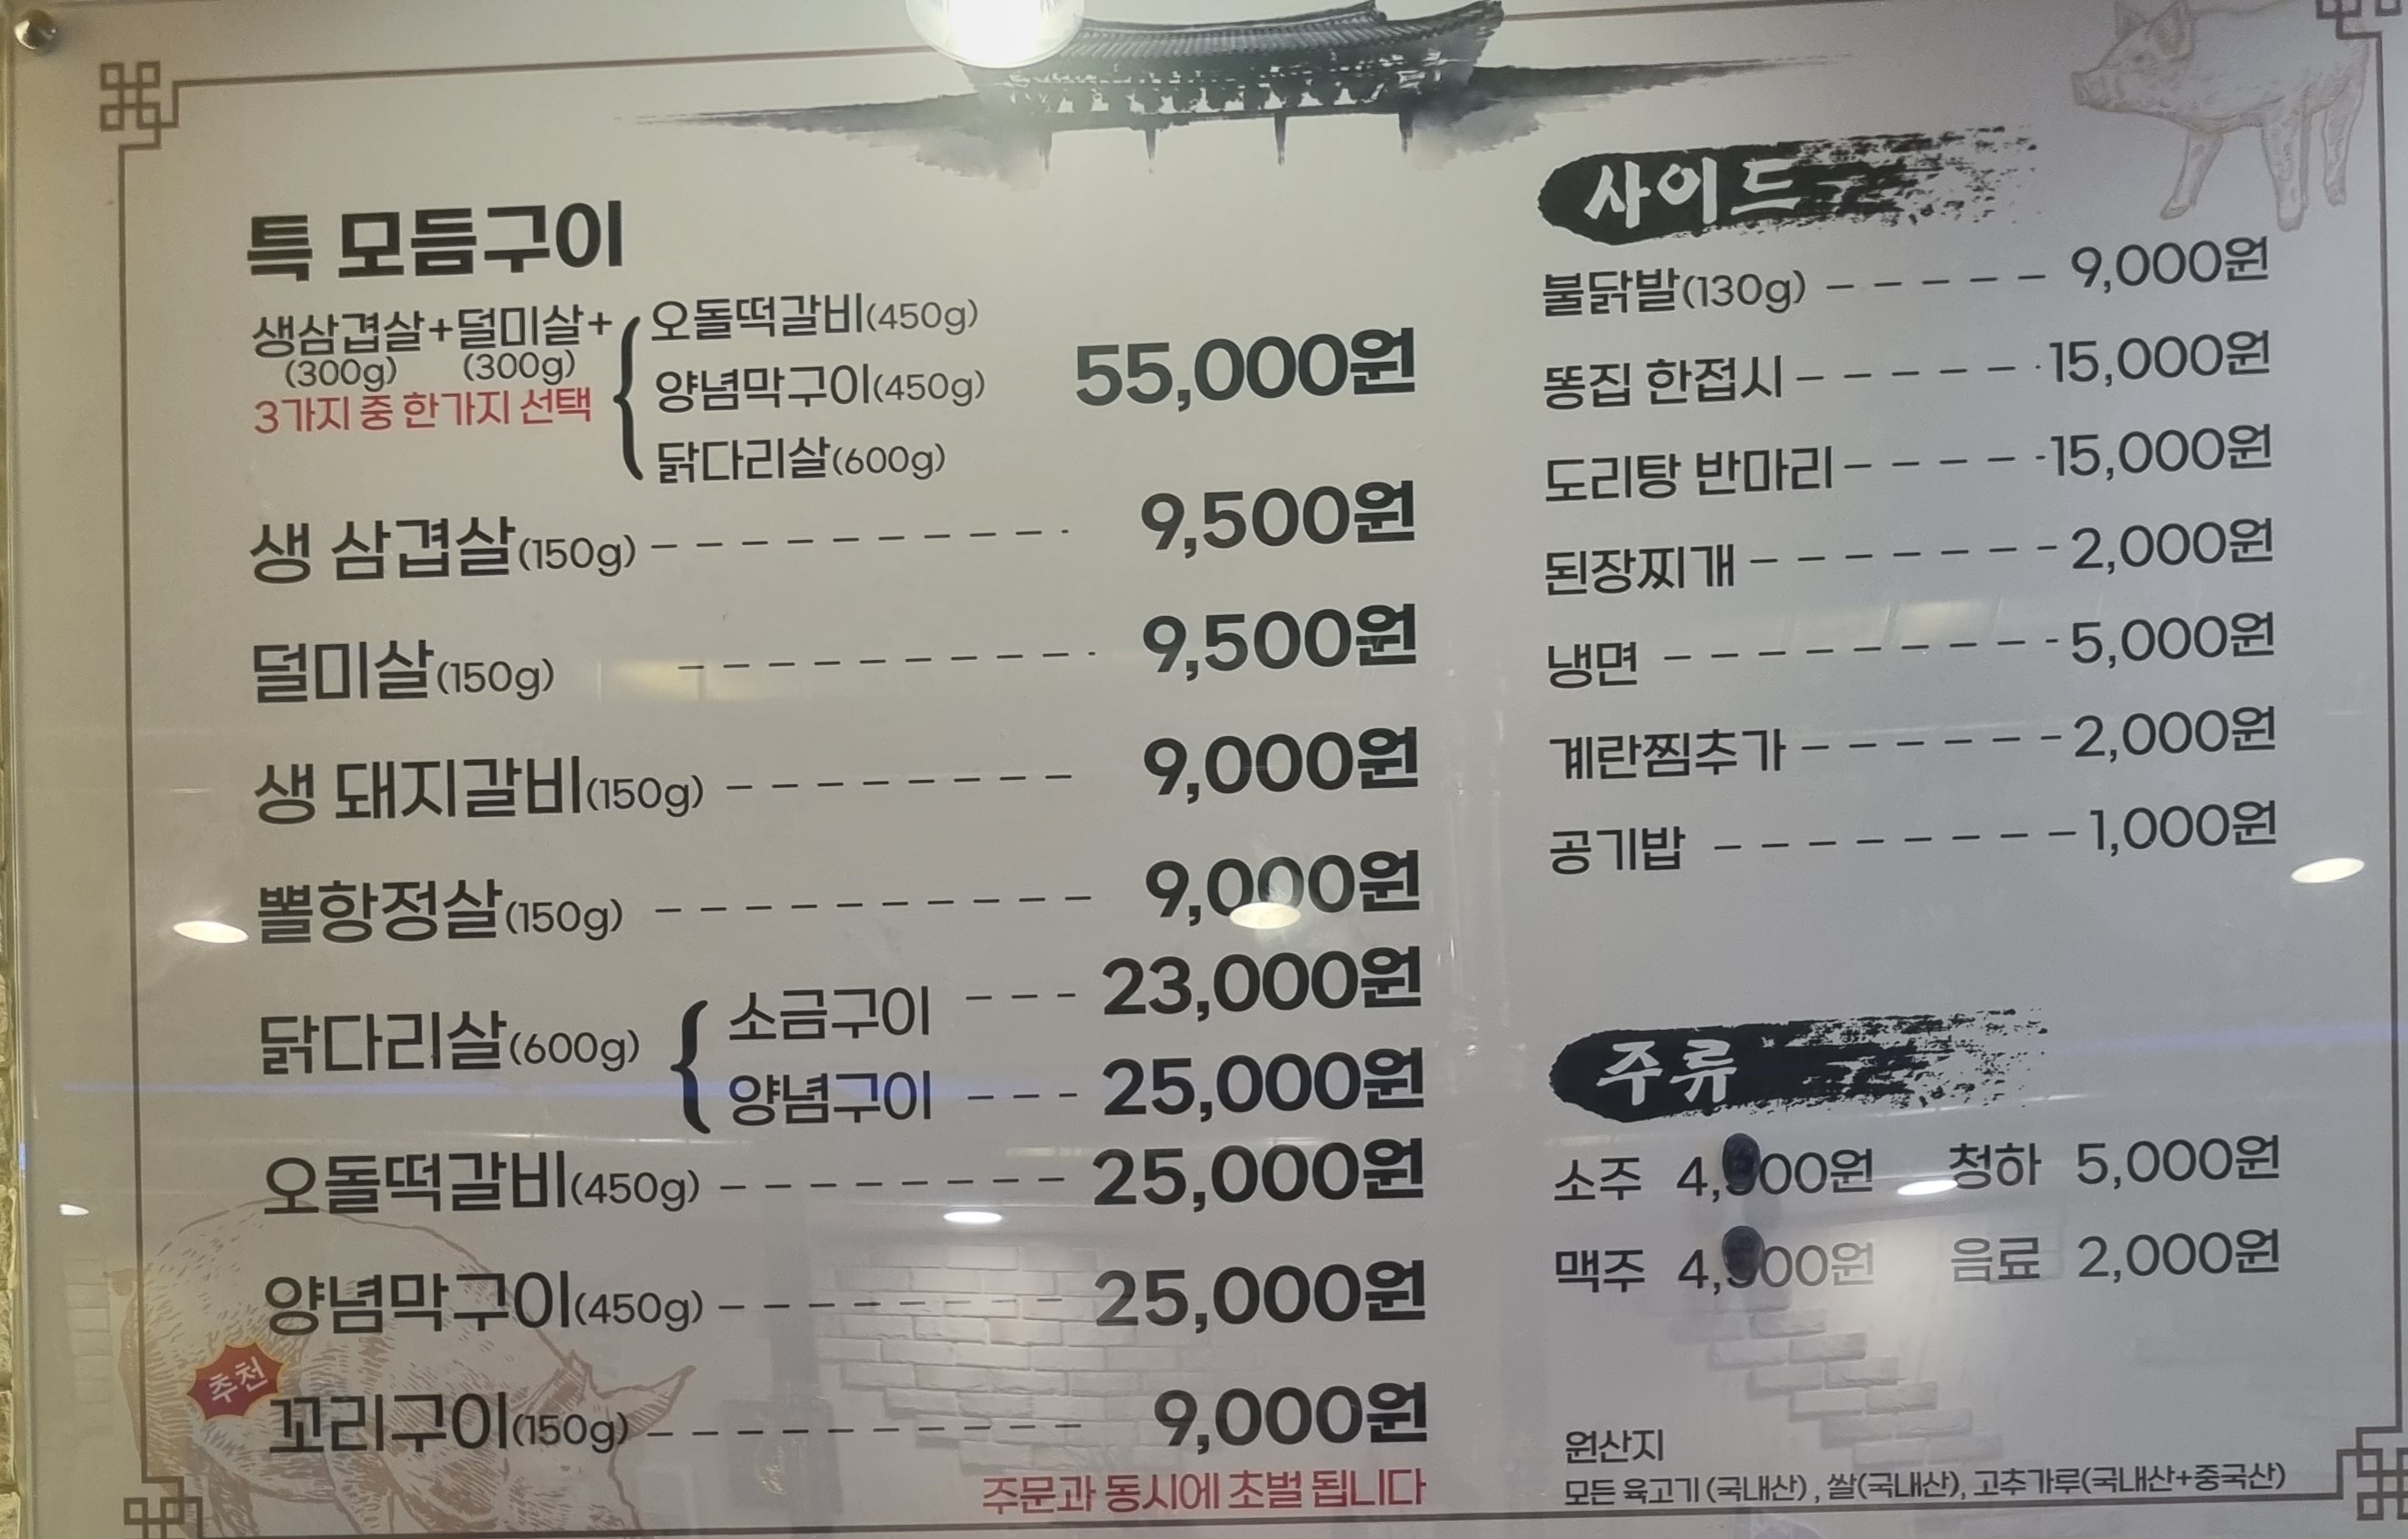 특 모듬구이
생삼겹살+덜미살+
(300g) (300g)
3가지 중 한가지 선택
오돌떡갈비(450g)
양념막구이(450g)
닭다리살(600g)
55,000원
생 삼겹살(150g) 9,500원
덜미살(150g) 9,500원
생 돼지갈비(150g) 9,000원
뽈항정살(150g) 9,000원
닭다리살(600g)
소금구이 23,000원
양념구이 25,000원
오돌떡갈비(450g) 25,000원
양념막구이(450g) 25,000원
추천
꼬리구이(150g) 9,000원
주문과 동시에 초벌 됩니다
사이드
불닭발(130g) 9,000원
똥집 한접시 15,000원
도리탕 반마리 15,000원
된장찌개 2,000원
냉면 5,000원
계란찜추가 2,000원
공기밥 1,000원
주류
소주 청하 5,000원
맥주 음료 2,000원
원산지
모든 육고기(국내산), 쌀(국내산), 고추가루(국내산+중국산)